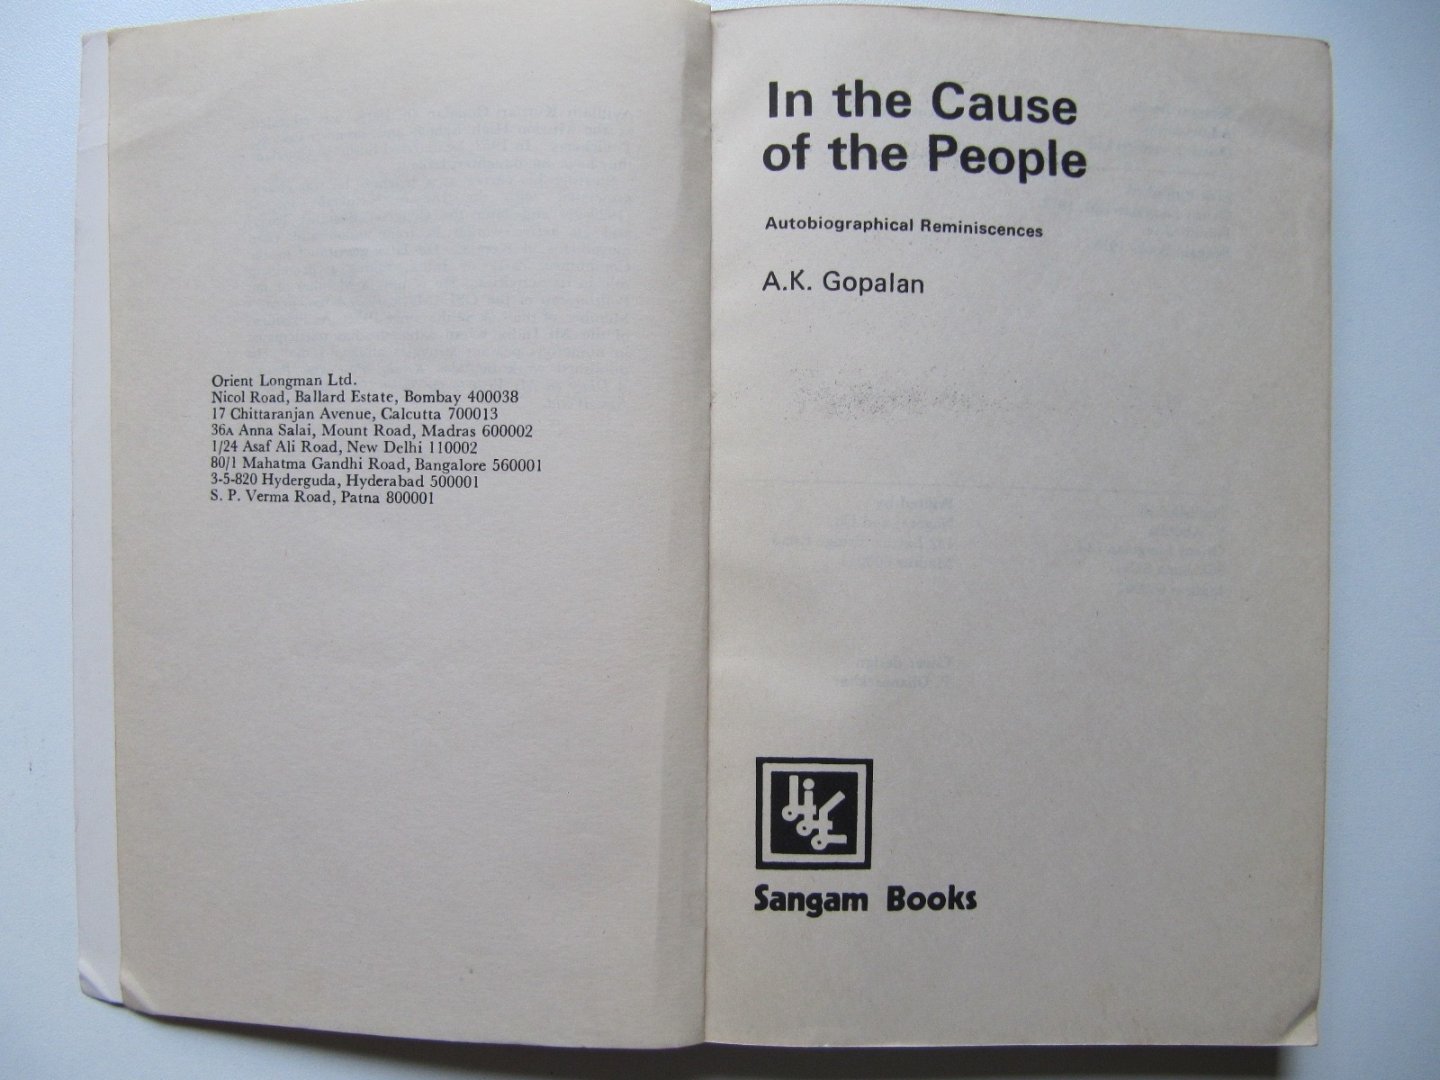 Orient Longman Ltd.
Nicol Road, Ballard Estate, Bombay 400038
17 Chittaranjan Avenue, Calcutta 700013
36A Anna Salai, Mount Road, Madras 600002
1/24 Asaf Ali Road, New Delhi 110002
80/1 Mahatma Gandhi Road, Bangalore 560001
3-5-820 Hyderguda, Hyderabad 500001
S. P. Verma Road, Patna 800001
In the Cause
of the People
Autobiographical Reminiscences
A.K. Gopalan
Sangam Books